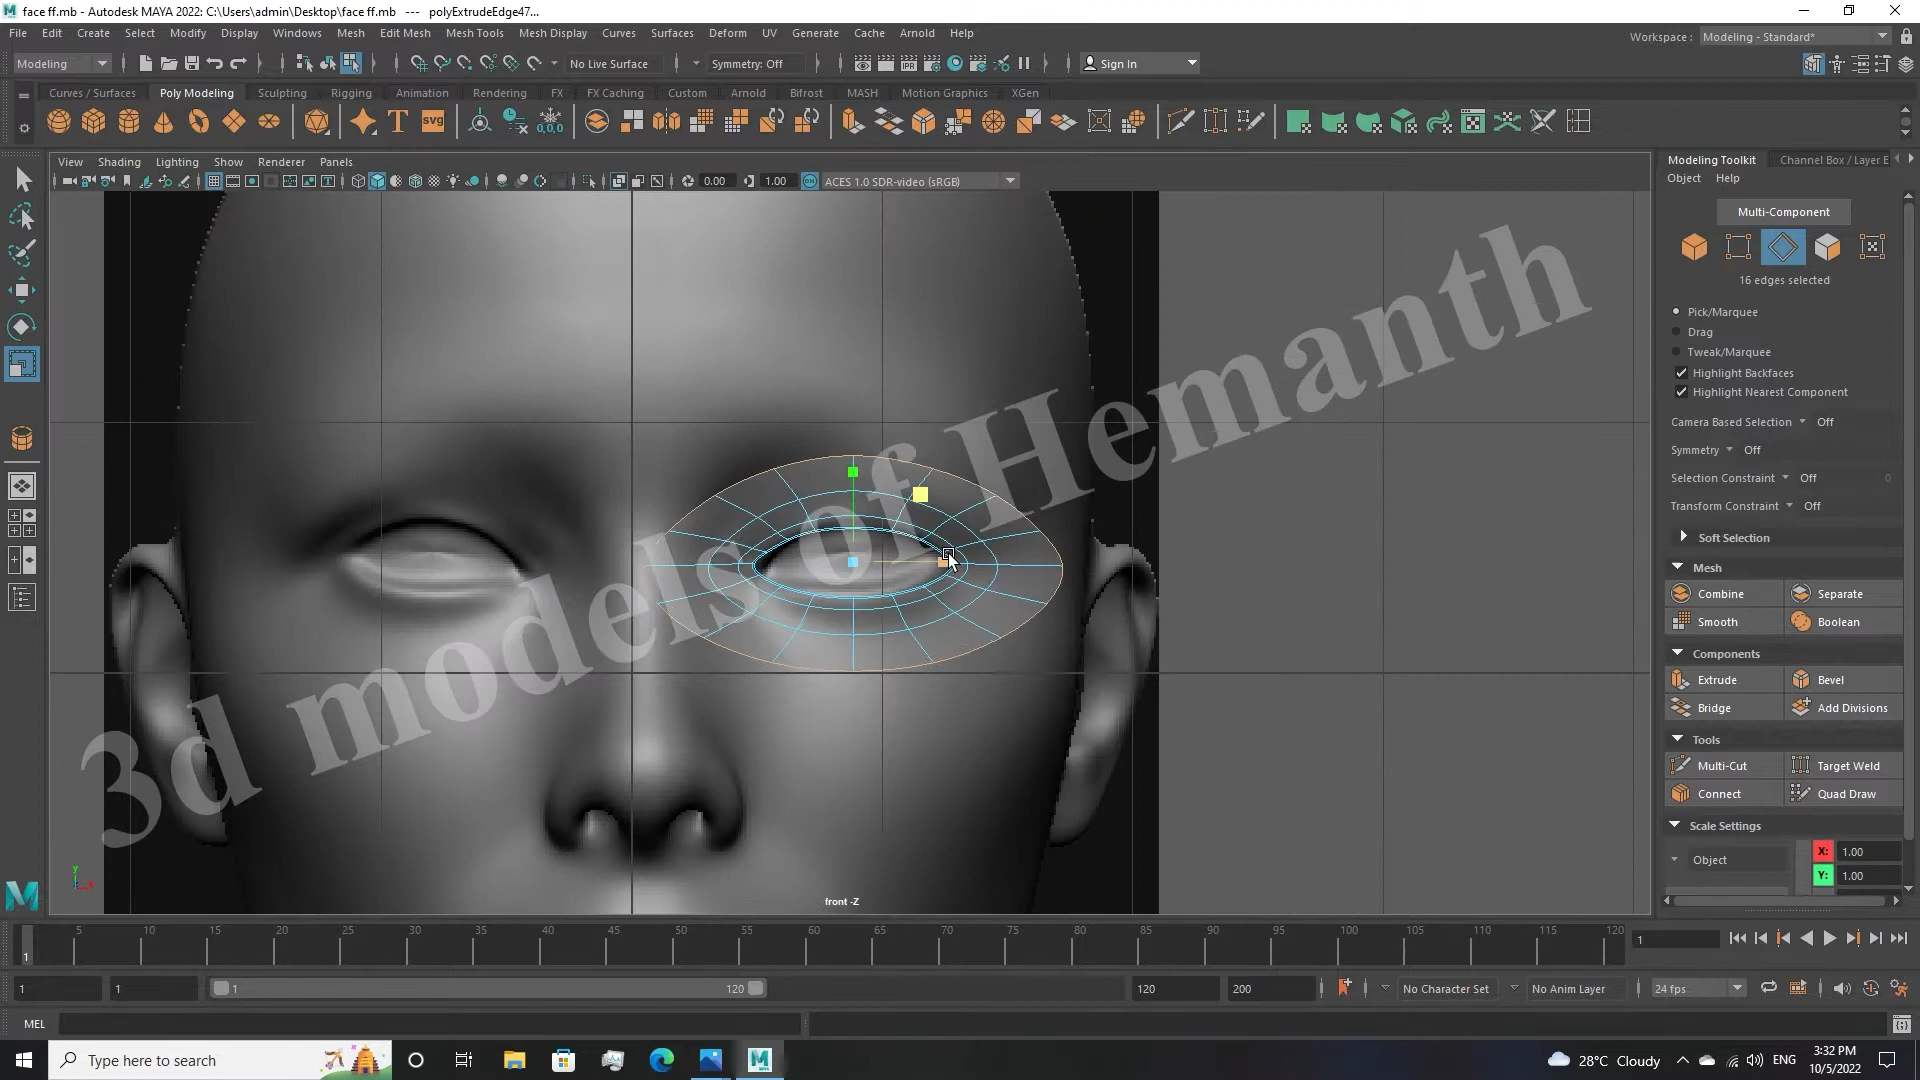 face ff.mb - Autodesk MAYA 2022: C:\Users\admin\Desktop\face ff.mb   ---   polyExtrudeEdge47...
File Edit Create Select Modify Display Windows Mesh Edit Mesh Mesh Tools Mesh Display Curves Surfaces Deform UV Generate Cache Arnold Help
Workspace : Modeling - Standard*
Modeling No Live Surface Symmetry: Off Sign In
Curves / Surfaces Poly Modeling Sculpting Rigging Animation Rendering FX FX Caching Custom Arnold Bifrost MASH Motion Graphics XGen
IPR
T svg 0,0,0
View Shading Lighting Show Renderer Panels
Modeling Toolkit Channel Box / Layer E
0.00 1.00 ON ACES 1.0 SDR-video (sRGB)
Object Help
Multi-Component
16 edges selected
Pick/Marquee
Drag
Tweak/Marquee
Highlight Backfaces
Highlight Nearest Component
Camera Based Selection Off
Symmetry Off
Selection Constraint Off 0
Transform Constraint Off
Soft Selection
Mesh
Combine Separate
Smooth Boolean
Components
Extrude Bevel
Bridge Add Divisions
Tools
Multi-Cut Target Weld
Connect Quad Draw
Scale Settings
Object X: 1.00
Y: 1.00
3d models of Hemanth
y
front -Z
5 10 15 20 25 30 35 40 45 50 55 60 65 70 75 80 85 90 95 100 105 110 115 120
1 1
1 1 1 120 120 200 No Character Set No Anim Layer 24 fps
MEL
Type here to search 28°C Cloudy ENG 3:32 PM
10/5/2022